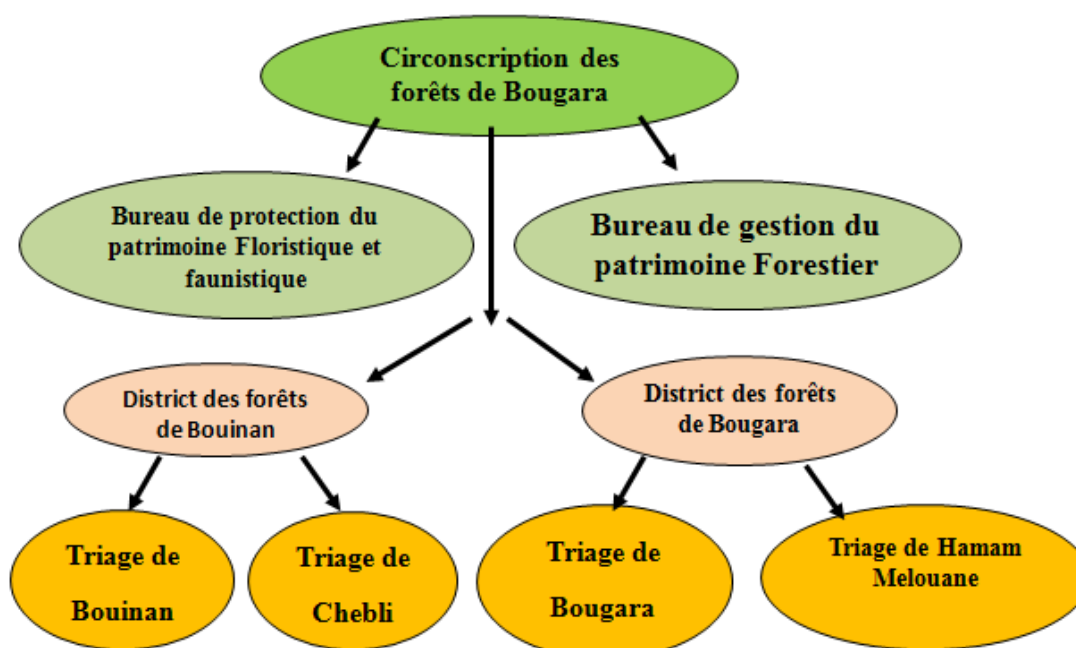 Circonscription des
forêts de Bougara
Bureau de protection du
patrimoine Floristique et
faunistique
Bureau de gestion du
patrimoine Forestier
District des forêts
de Bouinan
District des forêts
de Bougara
Triage de
Bouinan
Triage de
Chebli
Triage de
Bougara
Triage de Hamam
Melouane